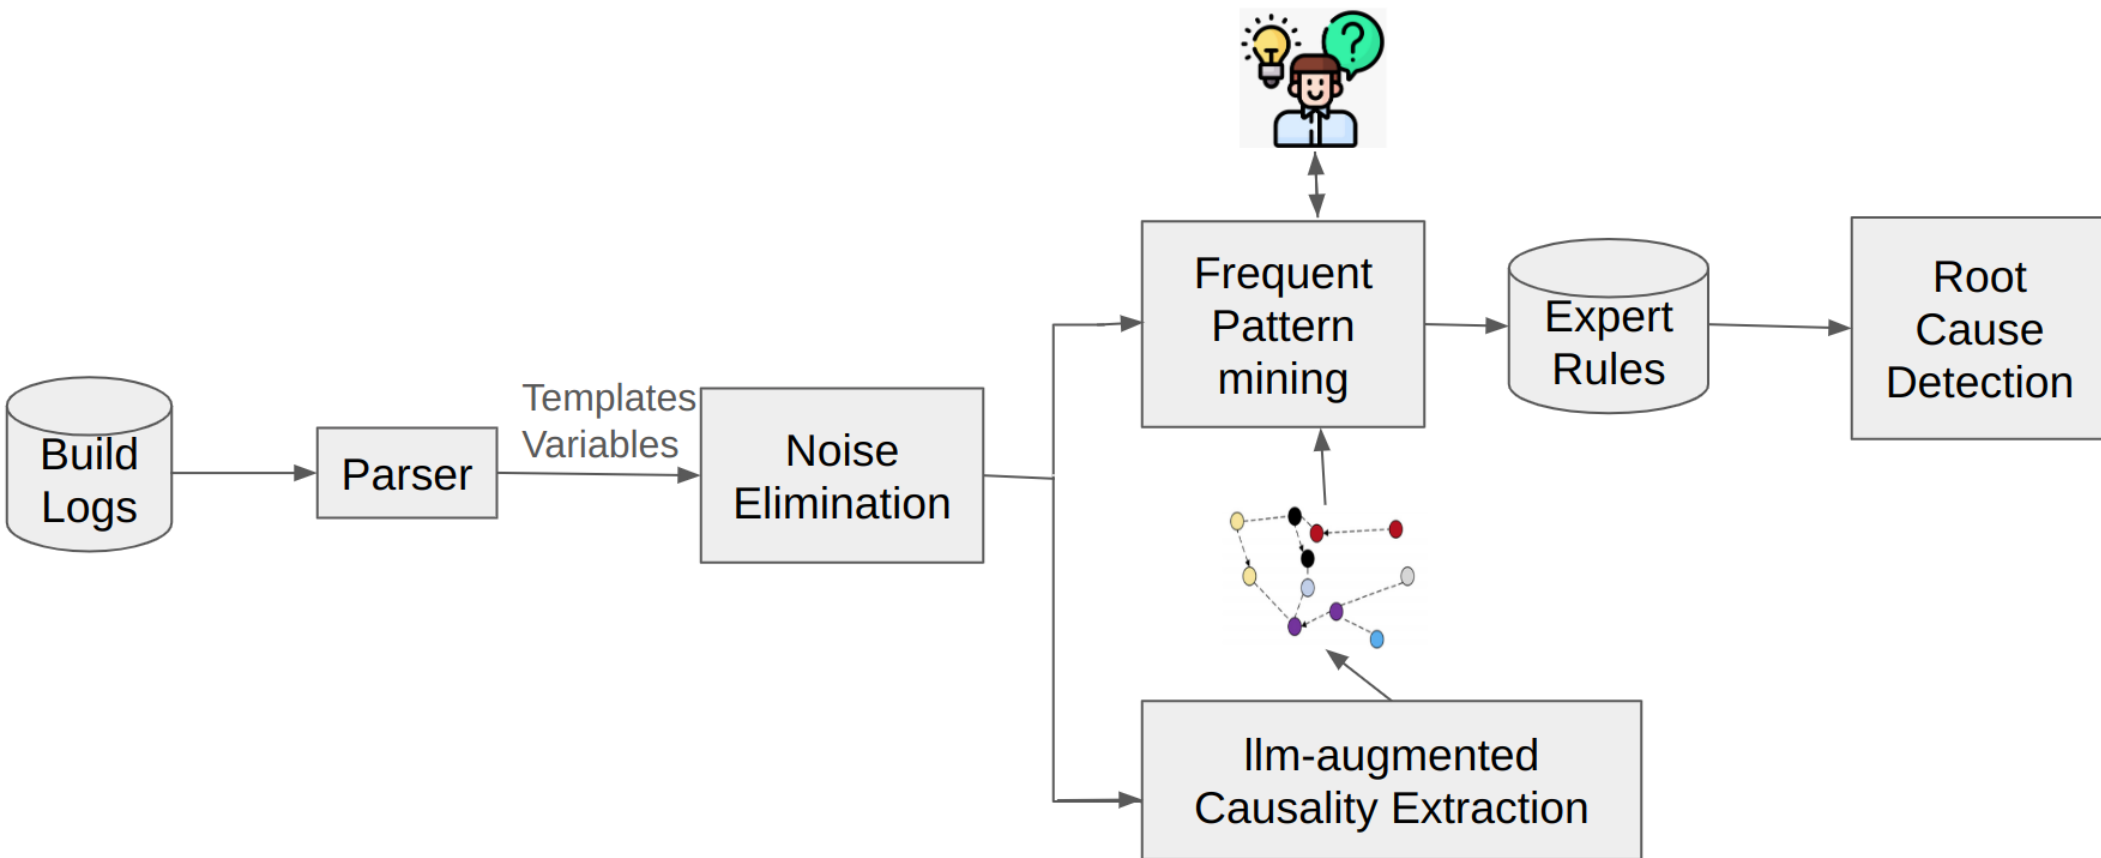 Build
Logs
Parser
Templates
Variables
Noise
Elimination
?
Frequent
Pattern
mining
Expert
Rules
Root
Cause
Detection
llm-augmented
Causality Extraction